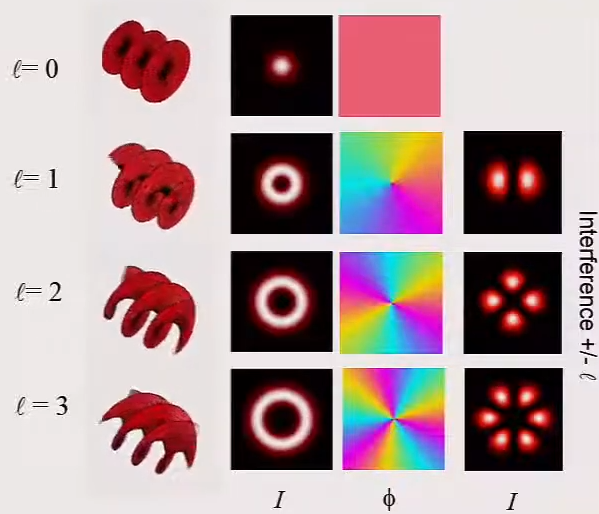 ℓ= 0
ℓ= 1
ℓ= 2
ℓ = 3
I
ϕ
I
Interference +/- ℓ